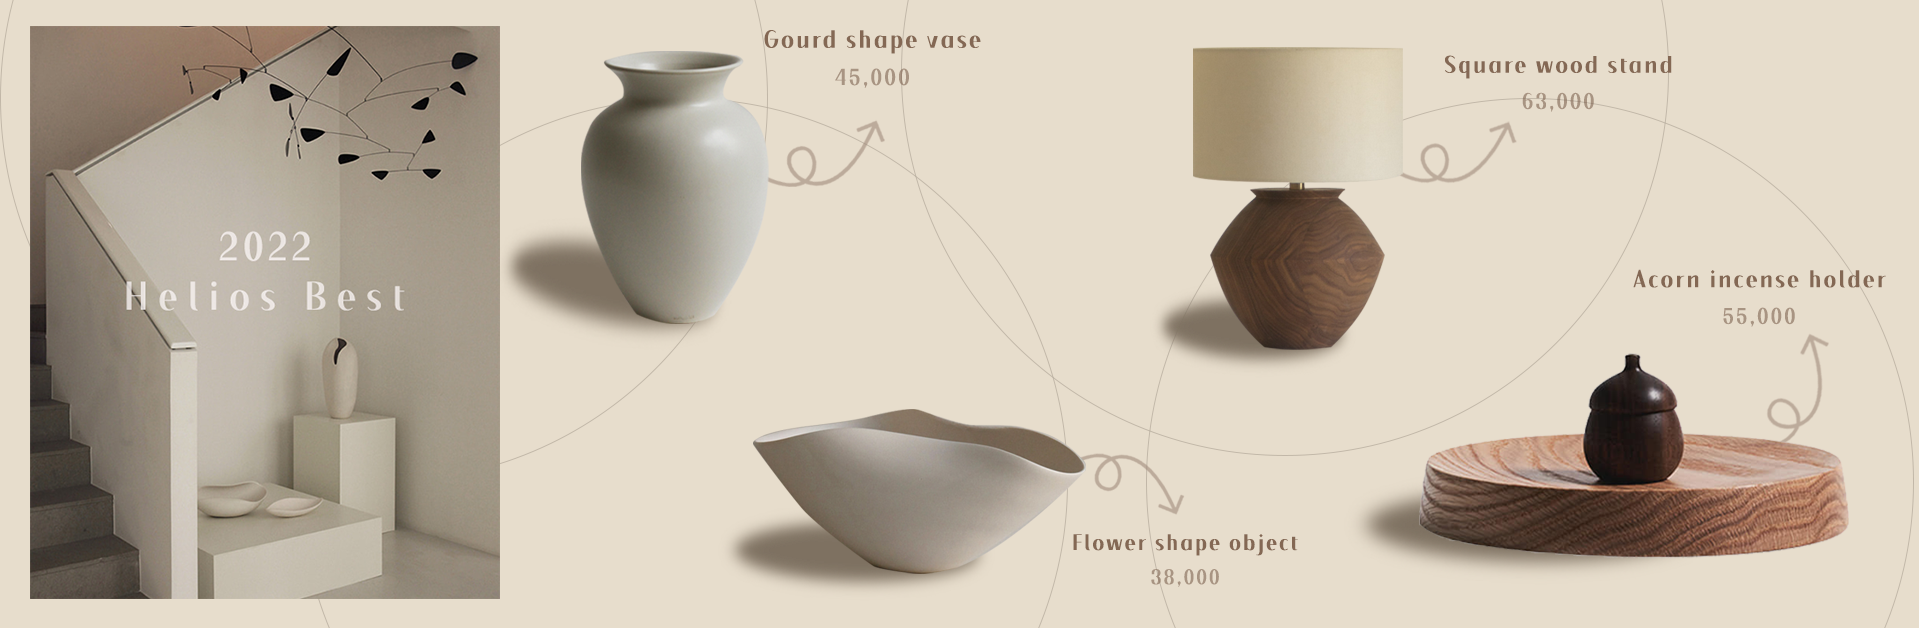 2022
Helios Best
Gourd shape vase
45,000
Square wood stand
63,000
Acorn incense holder
55,000
Flower shape object
38,000